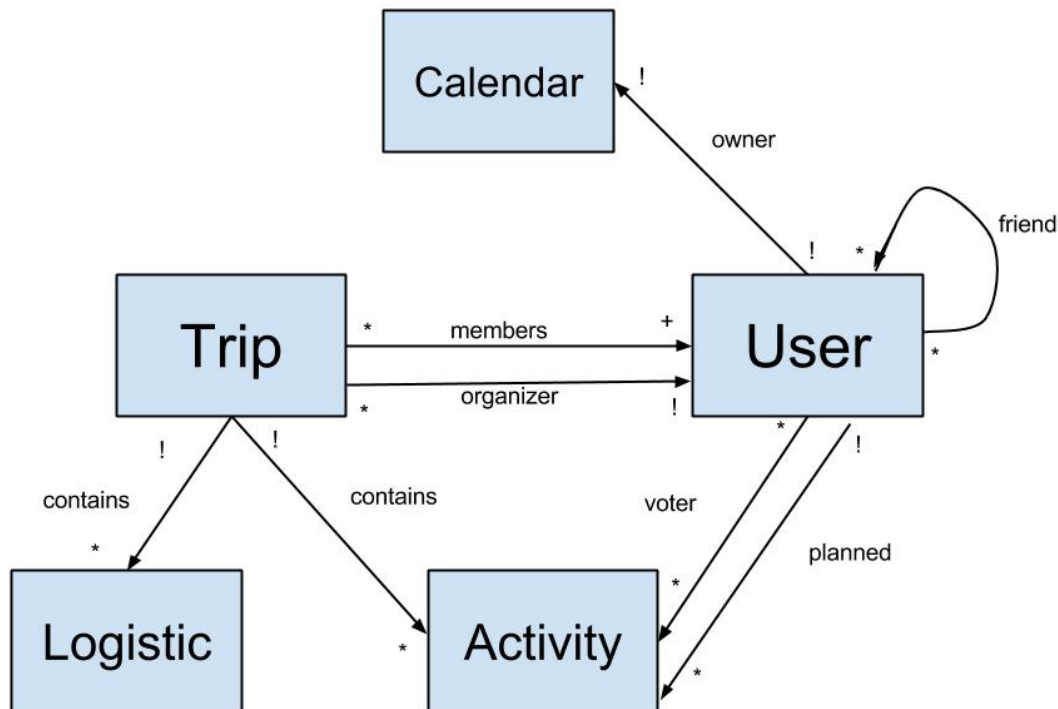 Calendar
!
owner
!
*
friend
Trip
*
members
+
User
*
organizer
!
*
*
!
!
!
contains
contains
voter
planned
*
*
*
*
Logistic
Activity